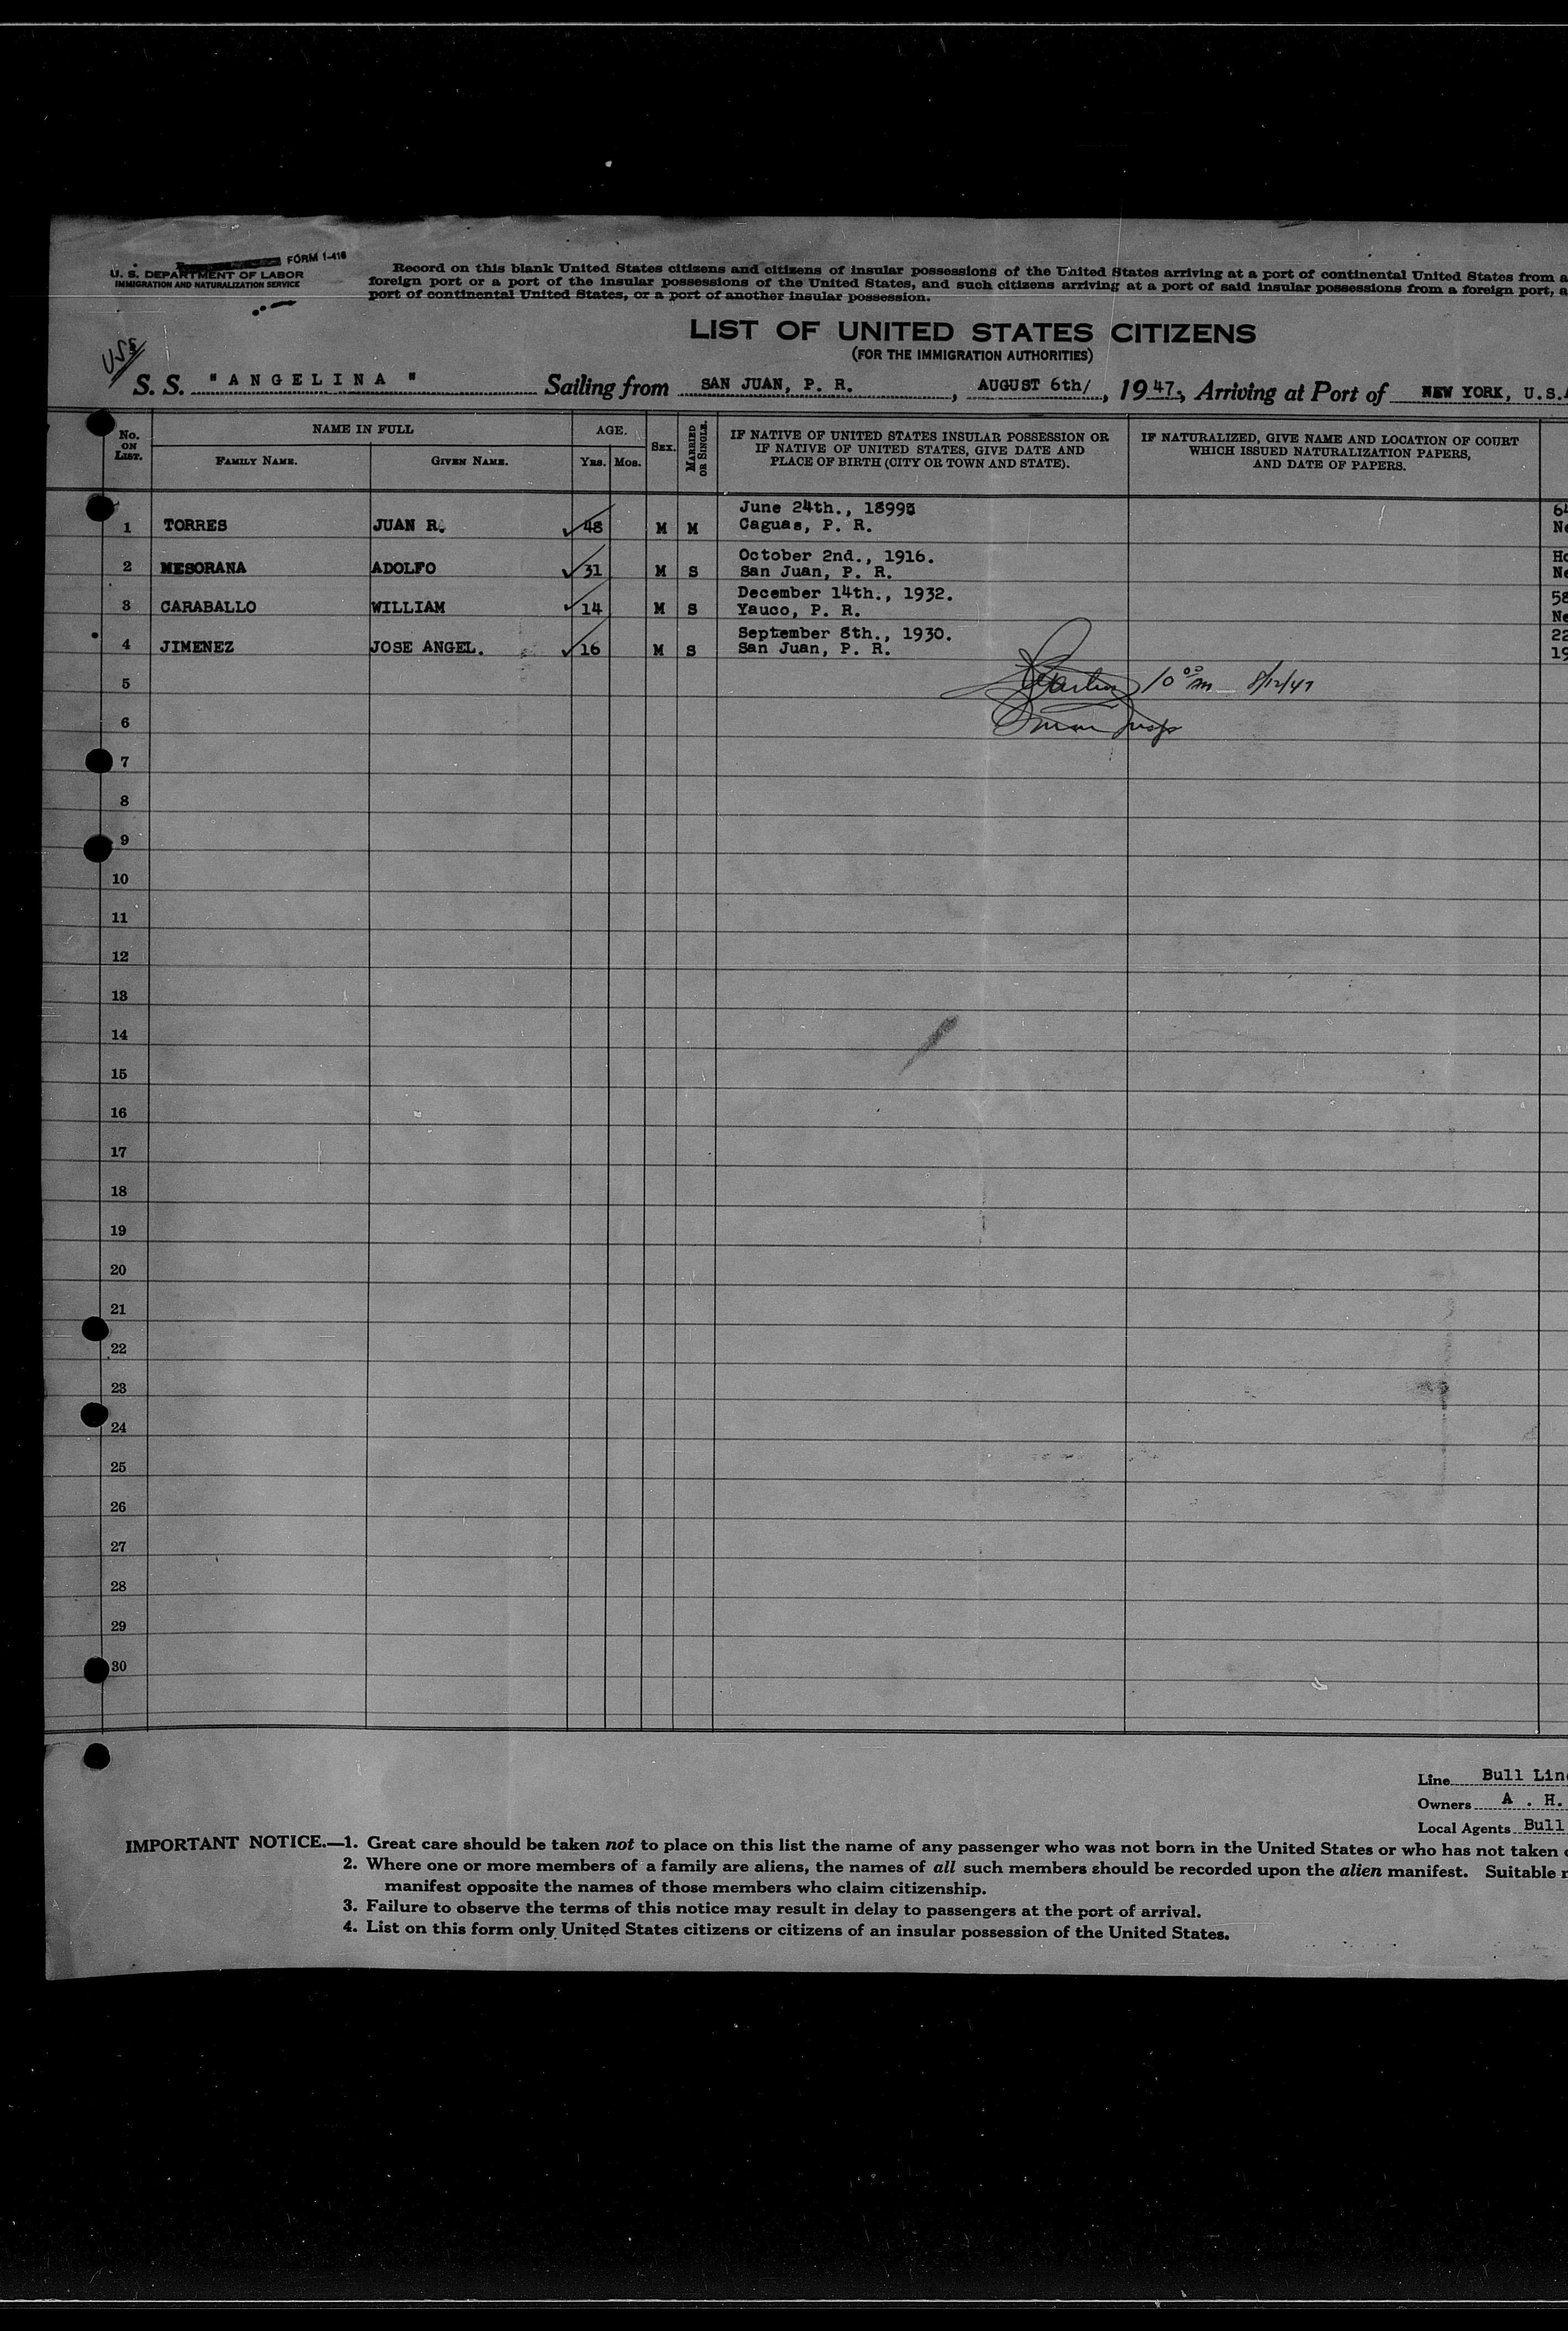 FORM I-416
U. S. DEPARTMENT OF LABOR
IMMIGRATION AND NATURALIZATION SERVICE
Record on this blank United States citizens and citizens of insular possessions of the United States arriving at a port of continental United States from a
foreign port or a port of the insular possessions of the United States, and such citizens arriving at a port of said insular possessions from a foreign port, a
port of continental United States, or a port of another insular possession.
LIST OF UNITED STATES CITIZENS
(FOR THE IMMIGRATION AUTHORITIES)
S. S. "ANGELINA" Sailing from SAN JUAN, P. R., AUGUST 6th/, 1947., Arriving at Port of NEW YORK, U.S.A
No. ON LIST. NAME IN FULL FAMILY NAME. GIVEN NAME. AGE. YRS. MOS. SEX. MARRIED OR SINGLE. IF NATIVE OF UNITED STATES INSULAR POSSESSION OR IF NATIVE OF UNITED STATES, GIVE DATE AND PLACE OF BIRTH (CITY OR TOWN AND STATE). IF NATURALIZED, GIVE NAME AND LOCATION OF COURT WHICH ISSUED NATURALIZATION PAPERS, AND DATE OF PAPERS.
June 24th., 1899
1 TORRES JUAN R. 48 M M Caguas, P. R.
October 2nd., 1916.
2 MESORANA ADOLFO 31 M S San Juan, P. R.
December 14th., 1932.
3 CARABALLO WILLIAM 14 M S Yauco, P. R.
September 8th., 1930.
4 JIMENEZ JOSE ANGEL. 16 M S San Juan, P. R.
5 10 00 8/12/47
6
7
8
9
10
11
12
13
14
15
16
17
18
19
20
21
22
23
24
25
26
27
28
29
30
Line Bull Lin
Owners A . H.
Local Agents Bull
IMPORTANT NOTICE.—1. Great care should be taken not to place on this list the name of any passenger who was not born in the United States or who has not taken
2. Where one or more members of a family are aliens, the names of all such members should be recorded upon the alien manifest. Suitable
manifest opposite the names of those members who claim citizenship.
3. Failure to observe the terms of this notice may result in delay to passengers at the port of arrival.
4. List on this form only United States citizens or citizens of an insular possession of the United States.